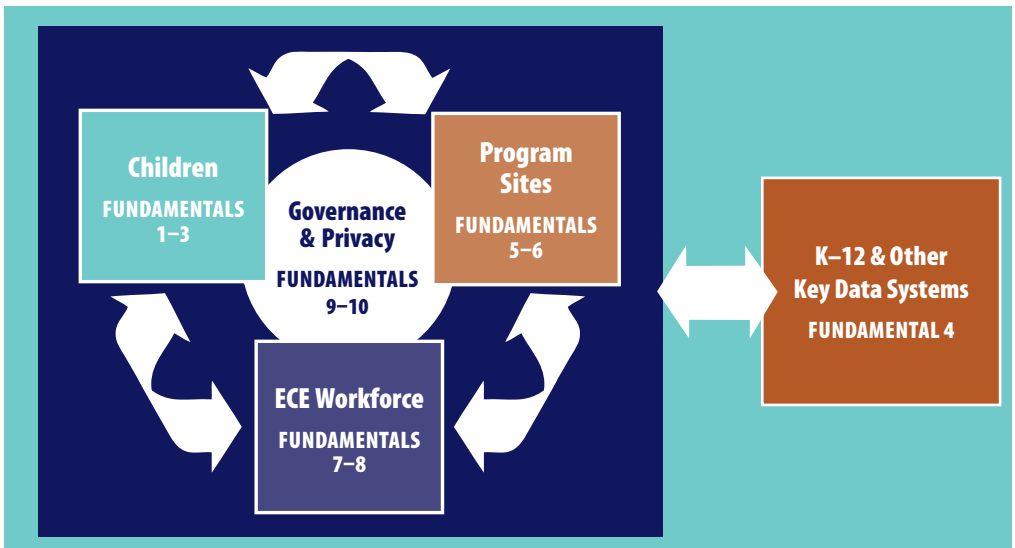 Children
FUNDAMENTALS
1–3
Program
Sites
FUNDAMENTALS
5–6
Governance
& Privacy
FUNDAMENTALS
9–10
ECE Workforce
FUNDAMENTALS
7–8
K–12 & Other
Key Data Systems
FUNDAMENTAL 4